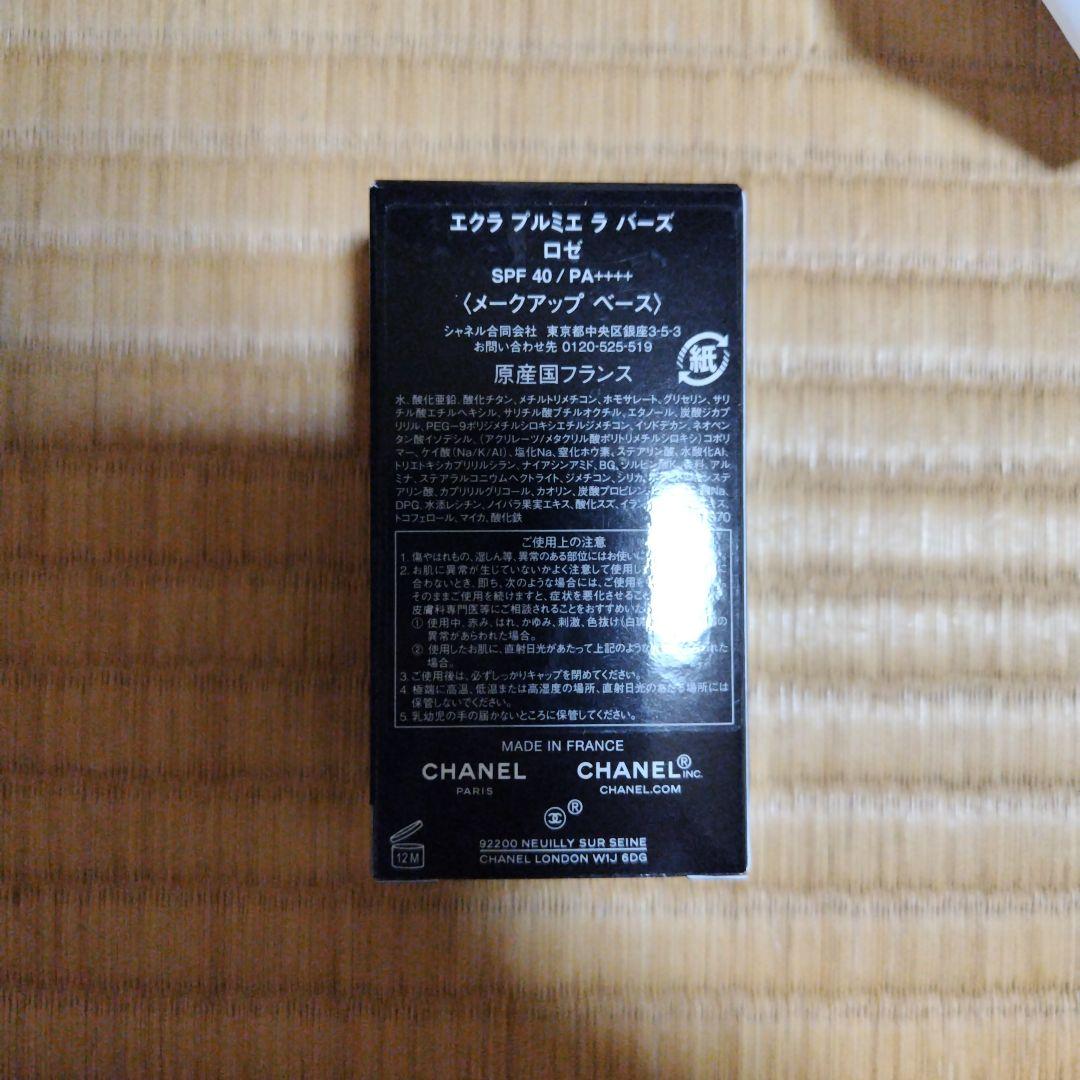 エクラ プルミエ ラ バーズ
ロゼ
SPF 40 / PA++++
〈メークアップ ベース〉
シャネル合同会社 東京都中央区銀座3-5-3
お問い合わせ先 0120-525-519
紙
原産国フランス
水、酸化亜鉛、酸化チタン、メチルトリメチコン、ホモサレート、グリセリン、サリ
チル酸エチルヘキシル、サリチル酸ブチルオクチル、エタノール、炭酸ジカプ
リリル、PEG-9ポリジメチルシロキシエチルジメチコン、イソドデカン、ネオペン
タン酸イソデシル、(アクリレーツ/メタクリル酸ポリトリメチルシロキシ)コポリ
マー、ケイ酸(Na/K/Al)、塩化Na、窒化ホウ素、ステアリン酸、水酸化Al、
トリエトキシカプリリルシラン、ナイアシンアミド、BG、ソルビン酸K、香料、アル
ミナ、ステアラルコニウムヘクトライト、ジメチコン、シリカ、
アリン酸、カプリリルグリコール、カオリン、炭酸プロピレン、
DPG、水添レシチン、ノイバラ果実エキス、酸化スズ、イラン
トコフェロール、マイカ、酸化鉄
ご使用上の注意
1. 傷やはれもの、湿しん等、異常のある部位にはお使いに
2. お肌に異常が生じていないかよく注意して使用し
合わないとき、即ち、次のような場合には、ご使用を
そのままご使用を続けますと、症状を悪化させること
皮膚科専門医等にご相談されることをおすすめいた
① 使用中、赤み、はれ、かゆみ、刺激、色抜け(白斑
異常があらわれた場合。
② 使用したお肌に、直射日光があたって上記のような
場合。
3. ご使用後は、必ずしっかりキャップを閉めてください。
4. 極端に高温、低温または高湿度の場所、直射日光のあたる場所には
保管しないでください。
5. 乳幼児の手の届かないところに保管してください。
MADE IN FRANCE
CHANEL CHANEL® INC.
PARIS CHANEL.COM
®
12 M
92200 NEUILLY SUR SEINE
CHANEL LONDON W1J 6DG